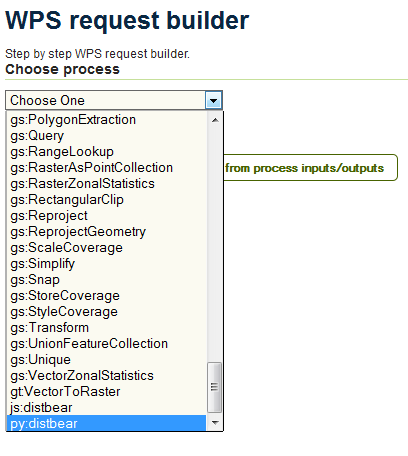 WPS request builder
Step by step WPS request builder.
Choose process
Choose One
gs:PolygonExtraction
gs:Query
gs:RangeLookup
gs:RasterAsPointCollection
from process inputs/outputs
gs:RasterZonalStatistics
gs:RectangularClip
gs:Reproject
gs:ReprojectGeometry
gs:ScaleCoverage
gs:Simplify
gs:Snap
gs:StoreCoverage
gs:StyleCoverage
gs:Transform
gs:UnionFeatureCollection
gs:Unique
gs:VectorZonalStatistics
gt:VectorToRaster
js:distbear
py:distbear